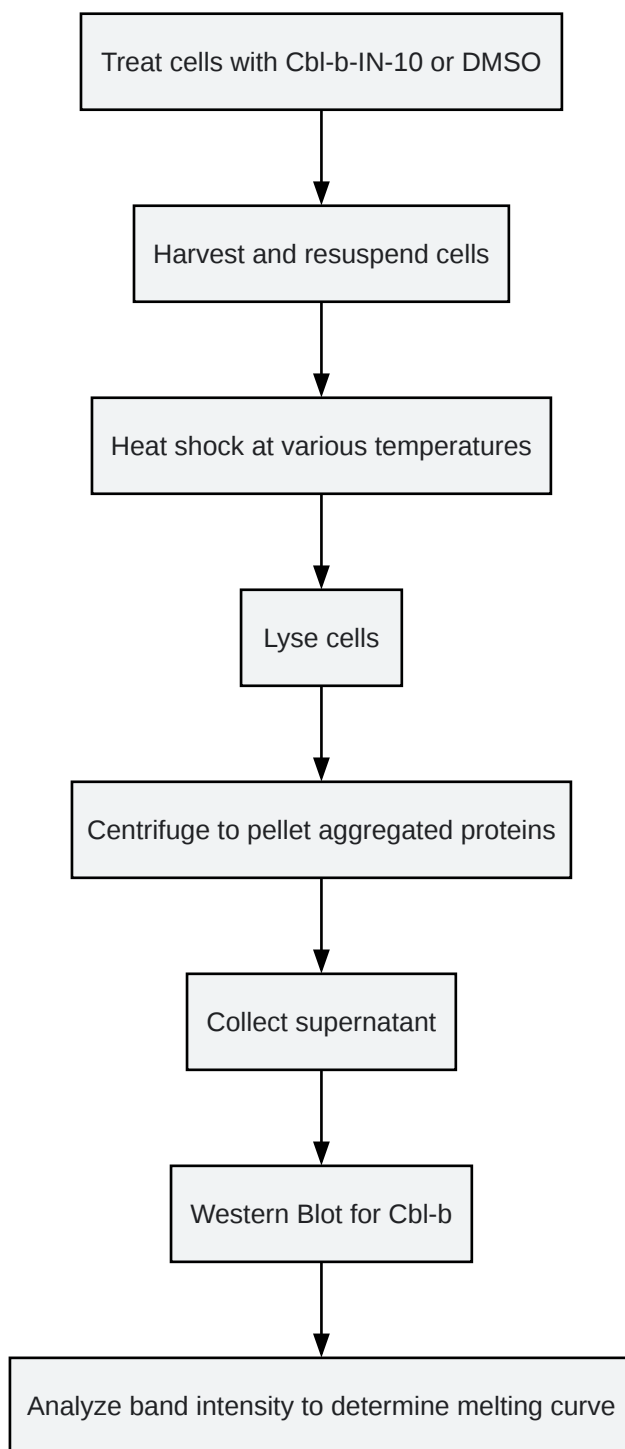 Treat cells with Cbl-b-IN-10 or DMSO
Harvest and resuspend cells
Heat shock at various temperatures
Lyse cells
Centrifuge to pellet aggregated proteins
Collect supernatant
Western Blot for Cbl-b
Analyze band intensity to determine melting curve